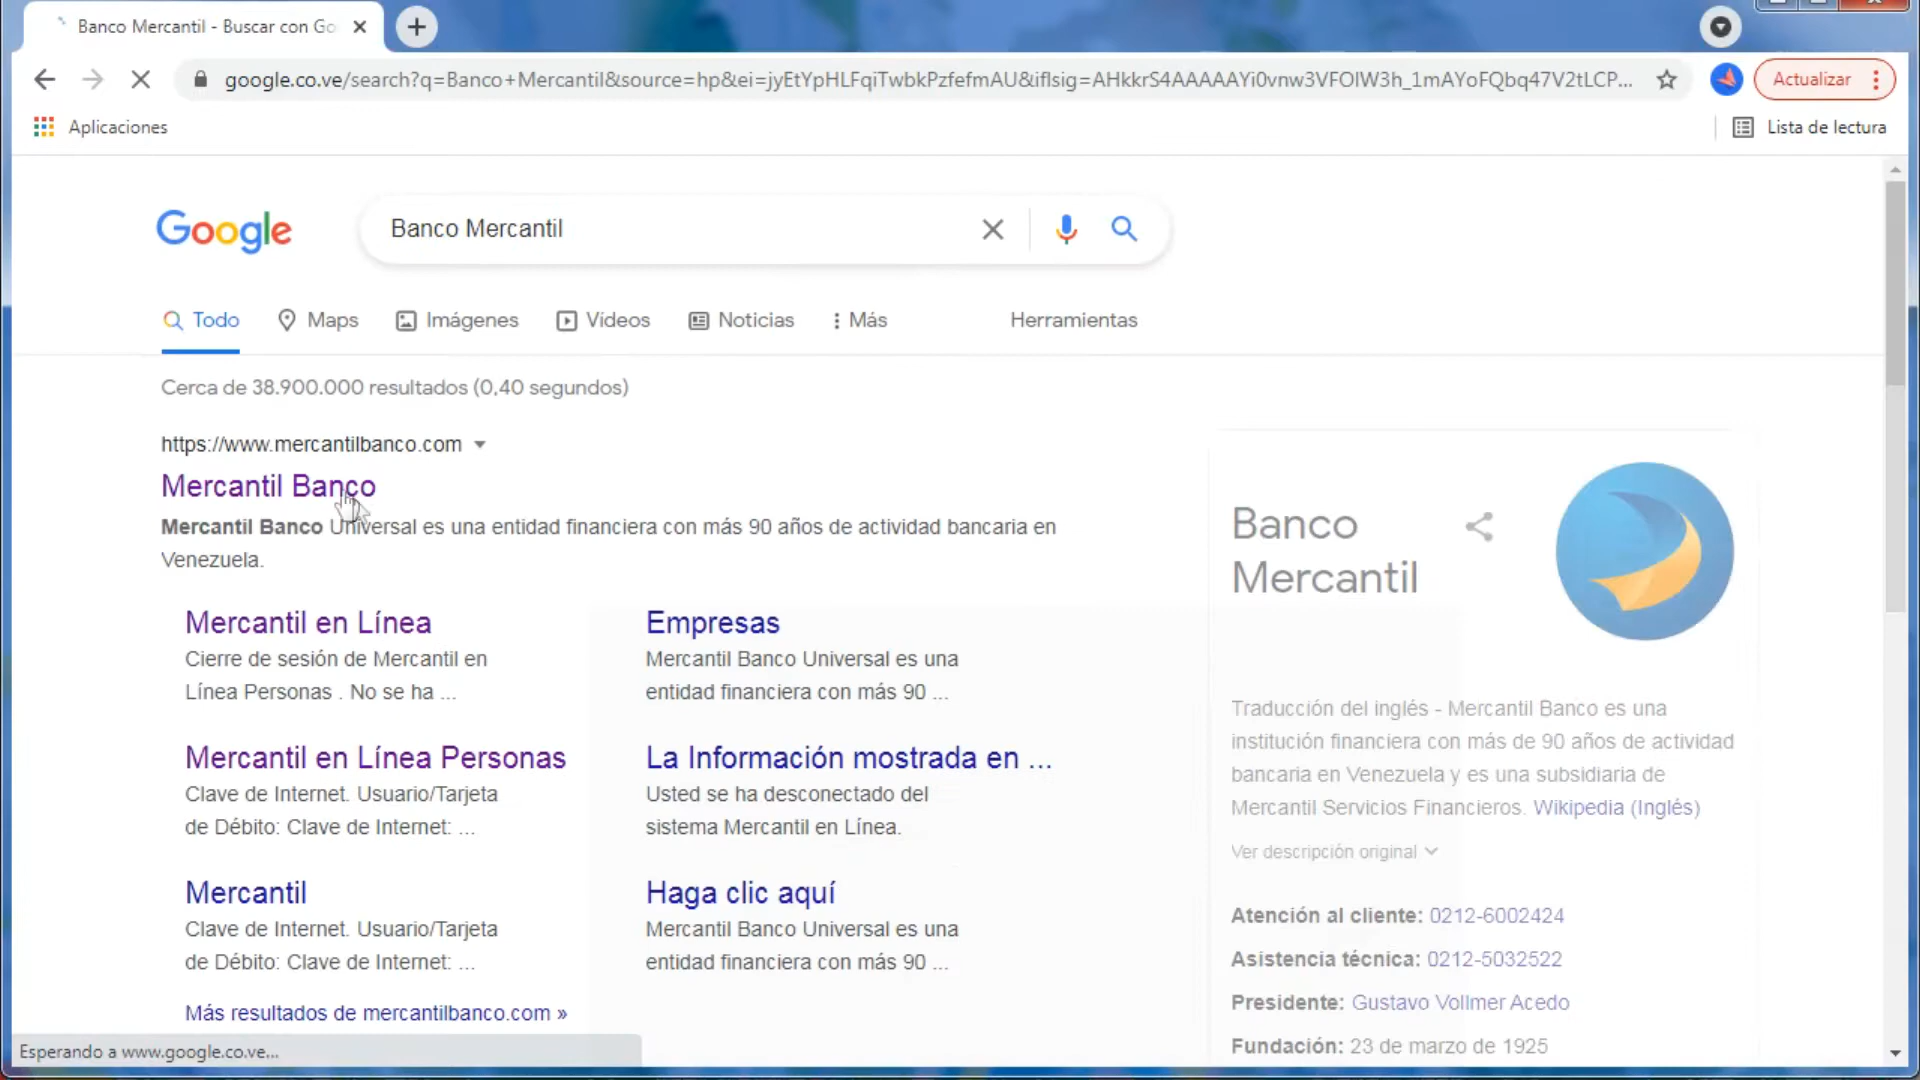 Banco Mercantil - Buscar con Go
google.co.ve/search?q=Banco+Mercantil&source=hp&ei=jyEtYpHLFqiTwbkPzfefmAU&iflsig=AHkkrS4AAAAAYi0vnw3VFOIW3h_1mAYoFQbq47V2tLCP...
Actualizar
Aplicaciones
Lista de lectura
Google
Banco Mercantil
Todo
Maps
Imágenes
Videos
Noticias
Más
Herramientas
Cerca de 38.900.000 resultados (0,40 segundos)
https://www.mercantilbanco.com
Mercantil Banco
Mercantil Banco Universal es una entidad financiera con más 90 años de actividad bancaria en
Venezuela.
Mercantil en Línea
Cierre de sesión de Mercantil en
Línea Personas . No se ha ...
Empresas
Mercantil Banco Universal es una
entidad financiera con más 90 ...
Mercantil en Línea Personas
Clave de Internet. Usuario/Tarjeta
de Débito: Clave de Internet: ...
La Información mostrada en ...
Usted se ha desconectado del
sistema Mercantil en Línea.
Mercantil
Clave de Internet. Usuario/Tarjeta
de Débito: Clave de Internet: ...
Haga clic aquí
Mercantil Banco Universal es una
entidad financiera con más 90 ...
Más resultados de mercantilbanco.com »
Banco
Mercantil
Traducción del inglés - Mercantil Banco es una
institución financiera con más de 90 años de actividad
bancaria en Venezuela y es una subsidiaria de
Mercantil Servicios Financieros. Wikipedia (Inglés)
Ver descripción original
Atención al cliente: 0212-6002424
Asistencia técnica: 0212-5032522
Presidente: Gustavo Vollmer Acedo
Fundación: 23 de marzo de 1925
Esperando a www.google.co.ve...